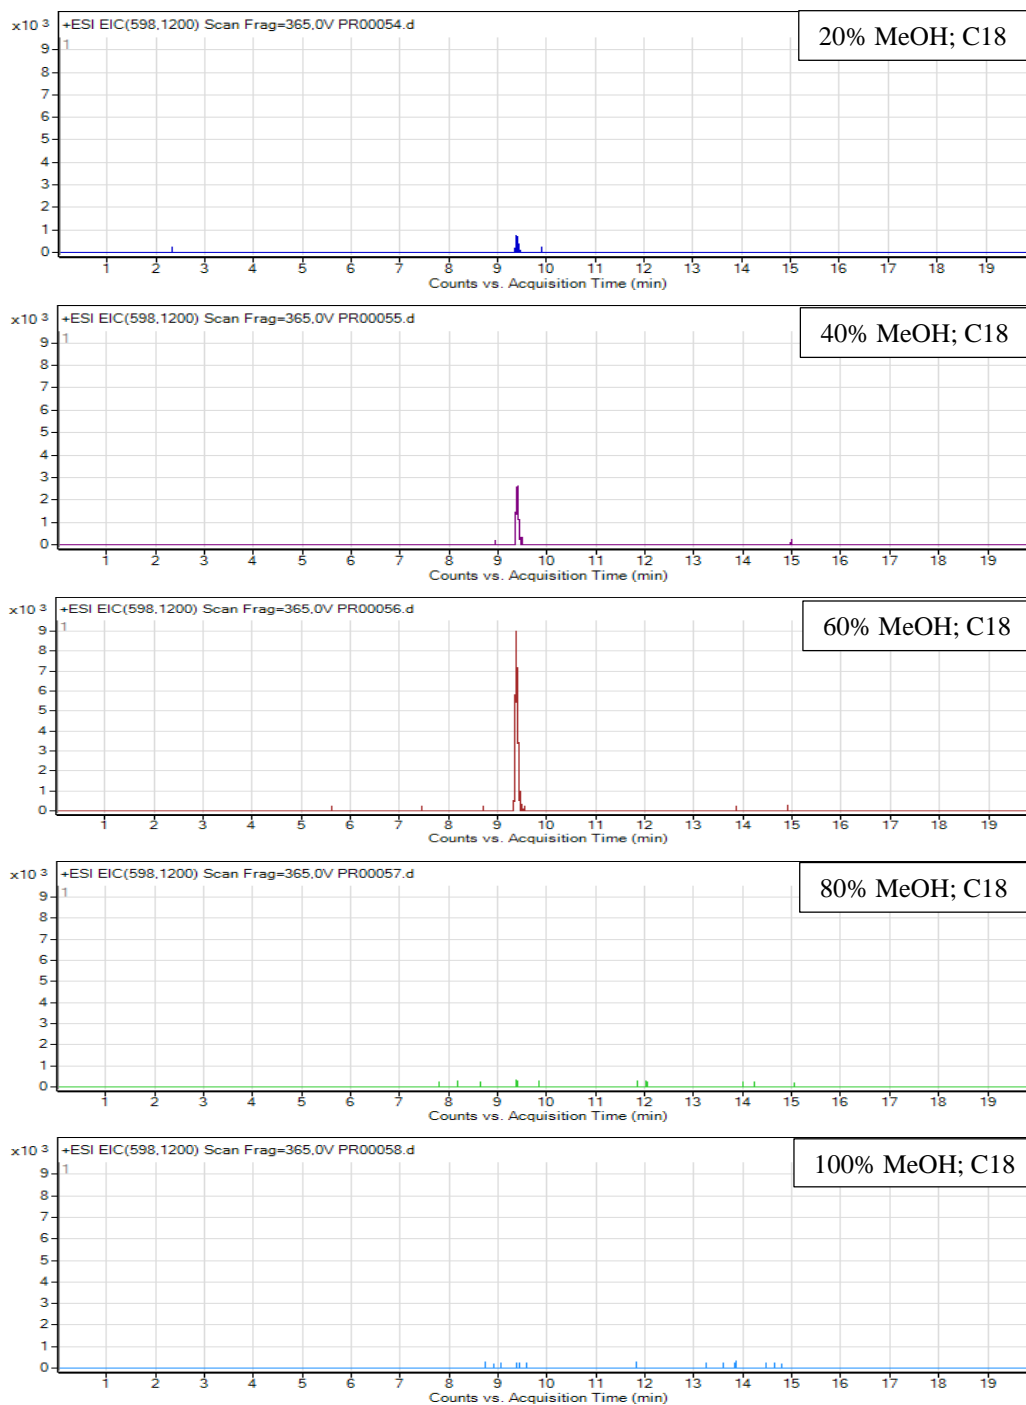 x10 3 +ESI EIC(598,1200) Scan Frag=365,0V PR00054.d
20% MeOH; C18
1
9
8
7
6
5
4
3
2
1
0
1 2 3 4 5 6 7 8 9 10 11 12 13 14 15 16 17 18 19
Counts vs. Acquisition Time (min)
x10 3 +ESI EIC(598,1200) Scan Frag=365,0V PR00055.d
40% MeOH; C18
1
9
8
7
6
5
4
3
2
1
0
1 2 3 4 5 6 7 8 9 10 11 12 13 14 15 16 17 18 19
Counts vs. Acquisition Time (min)
x10 3 +ESI EIC(598,1200) Scan Frag=365,0V PR00056.d
60% MeOH; C18
1
9
8
7
6
5
4
3
2
1
0
1 2 3 4 5 6 7 8 9 10 11 12 13 14 15 16 17 18 19
Counts vs. Acquisition Time (min)
x10 3 +ESI EIC(598,1200) Scan Frag=365,0V PR00057.d
80% MeOH; C18
1
9
8
7
6
5
4
3
2
1
0
1 2 3 4 5 6 7 8 9 10 11 12 13 14 15 16 17 18 19
Counts vs. Acquisition Time (min)
x10 3 +ESI EIC(598,1200) Scan Frag=365,0V PR00058.d
100% MeOH; C18
1
9
8
7
6
5
4
3
2
1
0
1 2 3 4 5 6 7 8 9 10 11 12 13 14 15 16 17 18 19
Counts vs. Acquisition Time (min)